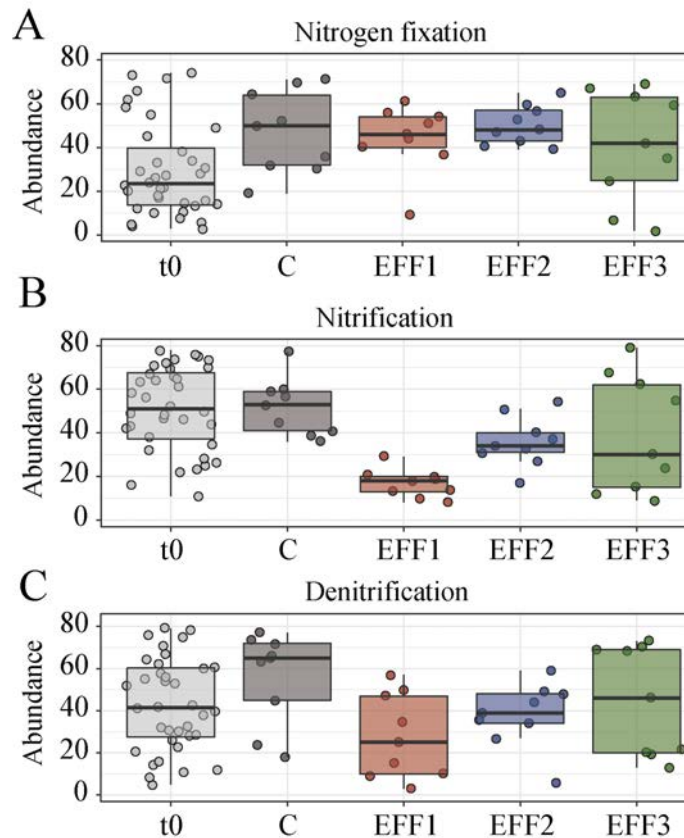 A
Nitrogen fixation
Abundance
80
60
40
20
0
t0 C EFF1 EFF2 EFF3
B
Nitrification
Abundance
80
60
40
20
0
t0 C EFF1 EFF2 EFF3
C
Denitrification
Abundance
80
60
40
20
0
t0 C EFF1 EFF2 EFF3